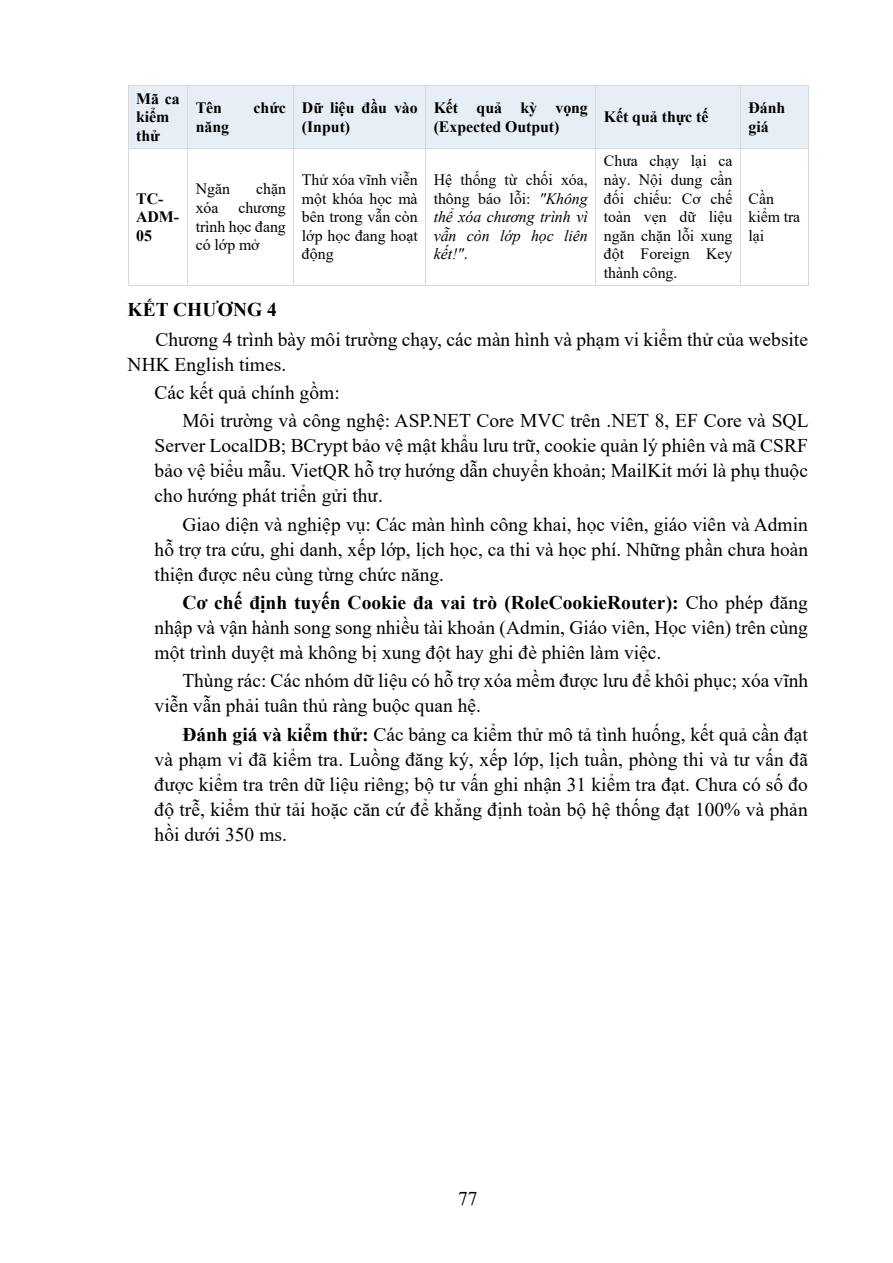 Mã ca kiểm thử
Tên chức năng
Dữ liệu đầu vào (Input)
Kết quả kỳ vọng (Expected Output)
Kết quả thực tế
Đánh giá
TC-
ADM-
05
Ngăn chặn
xóa chương
trình học đang
có lớp mở
Thử xóa vĩnh viễn
một khóa học mà
bên trong vẫn còn
lớp học đang hoạt
động
Hệ thống từ chối xóa,
thông báo lỗi: "Không
thể xóa chương trình vì
vẫn còn lớp học liên
kết!".
Chưa chạy lại ca
này. Nội dung cần
đối chiếu: Cơ chế
toàn vẹn dữ liệu
ngăn chặn lỗi xung
đột Foreign Key
thành công.
Cần
kiểm tra
lại
KẾT CHƯƠNG 4
Chương 4 trình bày môi trường chạy, các màn hình và phạm vi kiểm thử của website
NHK English times.
Các kết quả chính gồm:
Môi trường và công nghệ: ASP.NET Core MVC trên .NET 8, EF Core và SQL
Server LocalDB; BCrypt bảo vệ mật khẩu lưu trữ, cookie quản lý phiên và mã CSRF
bảo vệ biểu mẫu. VietQR hỗ trợ hướng dẫn chuyển khoản; MailKit mới là phụ thuộc
cho hướng phát triển gửi thư.
Giao diện và nghiệp vụ: Các màn hình công khai, học viên, giáo viên và Admin
hỗ trợ tra cứu, ghi danh, xếp lớp, lịch học, ca thi và học phí. Những phần chưa hoàn
thiện được nêu cùng từng chức năng.
Cơ chế định tuyến Cookie đa vai trò (RoleCookieRouter): Cho phép đăng
nhập và vận hành song song nhiều tài khoản (Admin, Giáo viên, Học viên) trên cùng
một trình duyệt mà không bị xung đột hay ghi đè phiên làm việc.
Thùng rác: Các nhóm dữ liệu có hỗ trợ xóa mềm được lưu để khôi phục; xóa vĩnh
viễn vẫn phải tuân thủ ràng buộc quan hệ.
Đánh giá và kiểm thử: Các bảng ca kiểm thử mô tả tình huống, kết quả cần đạt
và phạm vi đã kiểm tra. Luồng đăng ký, xếp lớp, lịch tuần, phòng thi và tư vấn đã
được kiểm tra trên dữ liệu riêng; bộ tư vấn ghi nhận 31 kiểm tra đạt. Chưa có số đo
độ trễ, kiểm thử tải hoặc căn cứ để khẳng định toàn bộ hệ thống đạt 100% và phản
hồi dưới 350 ms.
77